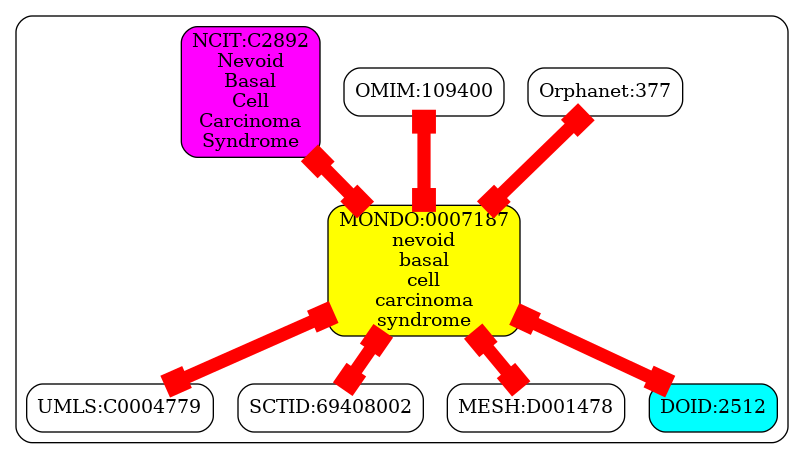 NCIT:C2892
Nevoid
Basal
Cell
Carcinoma
Syndrome
OMIM:109400
Orphanet:377
MONDO:0007187
nevoid
basal
cell
carcinoma
syndrome
UMLS:C0004779
SCTID:69408002
MESH:D001478
DOID:2512